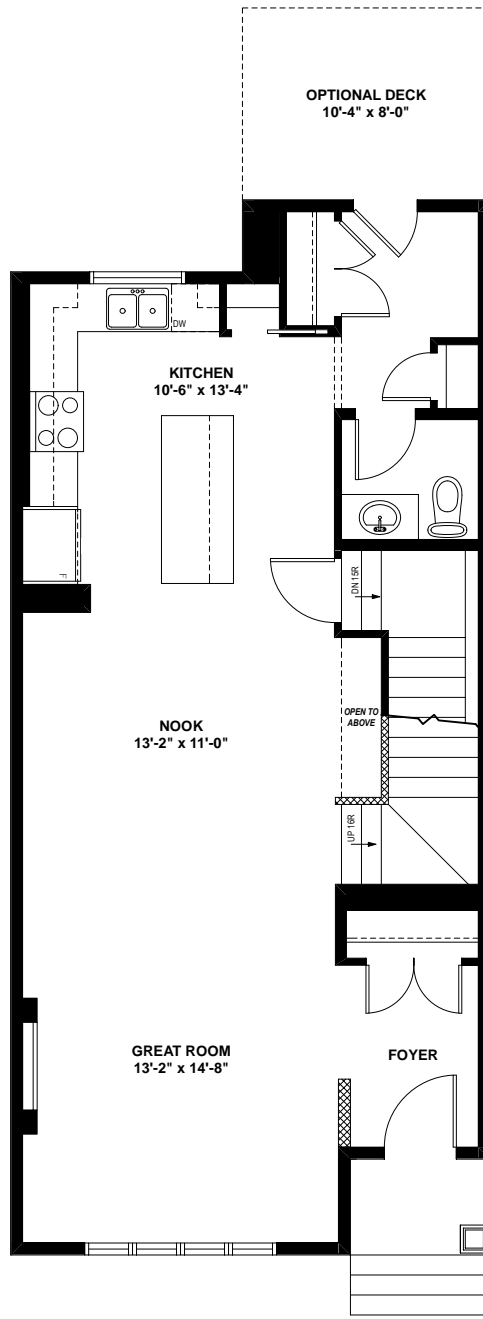 OPTIONAL DECK
10'-4" x 8'-0"
DW
KITCHEN
10'-6" x 13'-4"
F
DN 15R
NOOK
13'-2" x 11'-0"
OPEN TO
ABOVE
UP 16R
GREAT ROOM
13'-2" x 14'-8"
FOYER